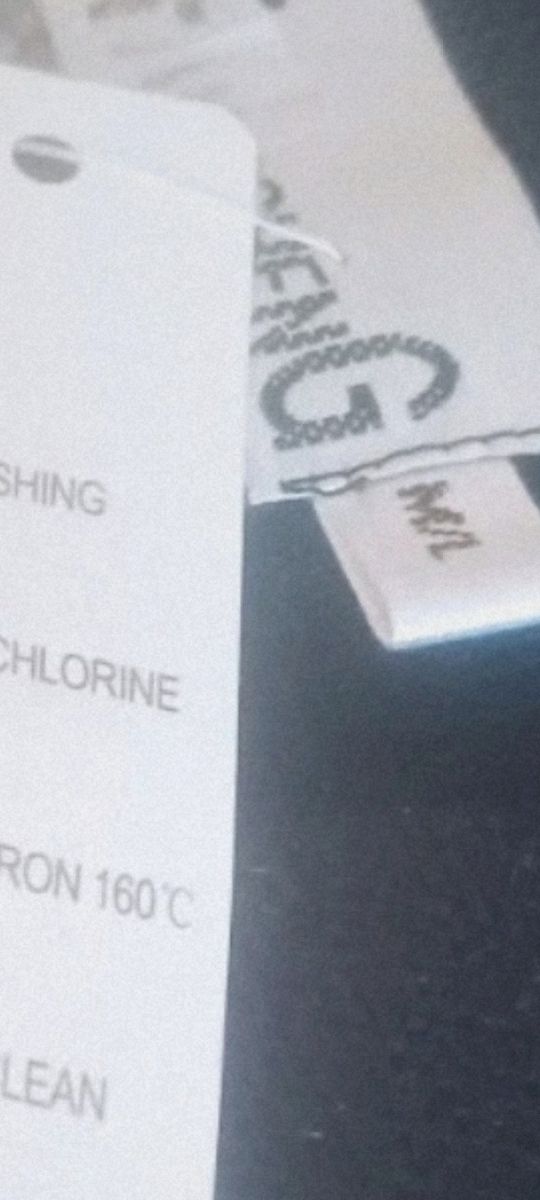 SHING
CHLORINE
RON 160℃
LEAN
M/L